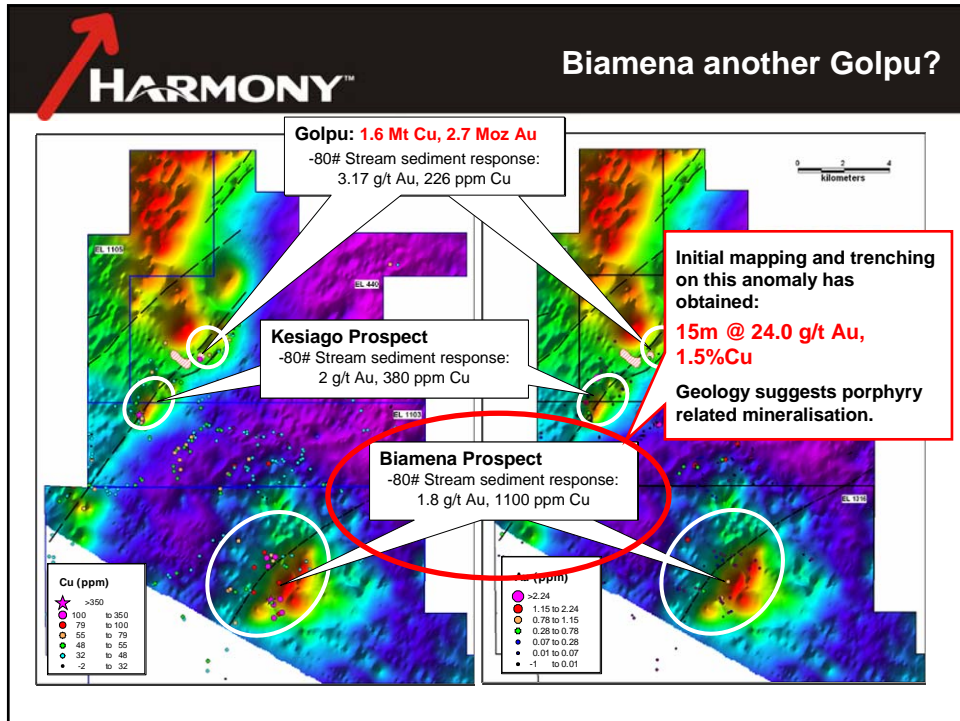 HARMONY™
Biamena another Golpu?
Golpu: 1.6 Mt Cu, 2.7 Moz Au
-80# Stream sediment response:
3.17 g/t Au, 226 ppm Cu
0 2 4
kilometers
EL 1105
EL 440
Initial mapping and trenching
on this anomaly has
obtained:
15m @ 24.0 g/t Au,
1.5%Cu
Geology suggests porphyry
related mineralisation.
Kesiago Prospect
-80# Stream sediment response:
2 g/t Au, 380 ppm Cu
EL 1103
Biamena Prospect
-80# Stream sediment response:
1.8 g/t Au, 1100 ppm Cu
EL 1316
Cu (ppm)
>350
100 to 350
79 to 100
55 to 79
48 to 55
32 to 48
-2 to 32
Au (ppm)
>2.24
1.15 to 2.24
0.78 to 1.15
0.28 to 0.78
0.07 to 0.28
0.01 to 0.07
-1 to 0.01